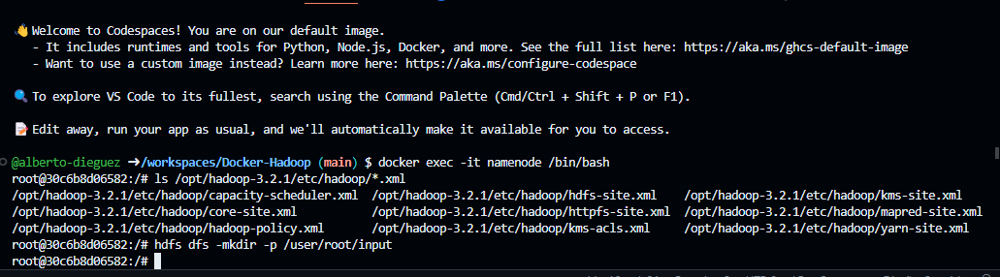 👋 Welcome to Codespaces! You are on our default image.
- It includes runtimes and tools for Python, Node.js, Docker, and more. See the full list here: https://aka.ms/ghcs-default-image
- Want to use a custom image instead? Learn more here: https://aka.ms/configure-codespace
🔍 To explore VS Code to its fullest, search using the Command Palette (Cmd/Ctrl + Shift + P or F1).
📝 Edit away, run your app as usual, and we'll automatically make it available for you to access.
@alberto-dieguez ➜/workspaces/Docker-Hadoop (main) $ docker exec -it namenode /bin/bash
root@30c6b8d06582:/# ls /opt/hadoop-3.2.1/etc/hadoop/*.xml
/opt/hadoop-3.2.1/etc/hadoop/capacity-scheduler.xml /opt/hadoop-3.2.1/etc/hadoop/hdfs-site.xml /opt/hadoop-3.2.1/etc/hadoop/kms-site.xml
/opt/hadoop-3.2.1/etc/hadoop/core-site.xml /opt/hadoop-3.2.1/etc/hadoop/httpfs-site.xml /opt/hadoop-3.2.1/etc/hadoop/mapred-site.xml
/opt/hadoop-3.2.1/etc/hadoop/hadoop-policy.xml /opt/hadoop-3.2.1/etc/hadoop/kms-acls.xml /opt/hadoop-3.2.1/etc/hadoop/yarn-site.xml
root@30c6b8d06582:/# hdfs dfs -mkdir -p /user/root/input
root@30c6b8d06582:/#